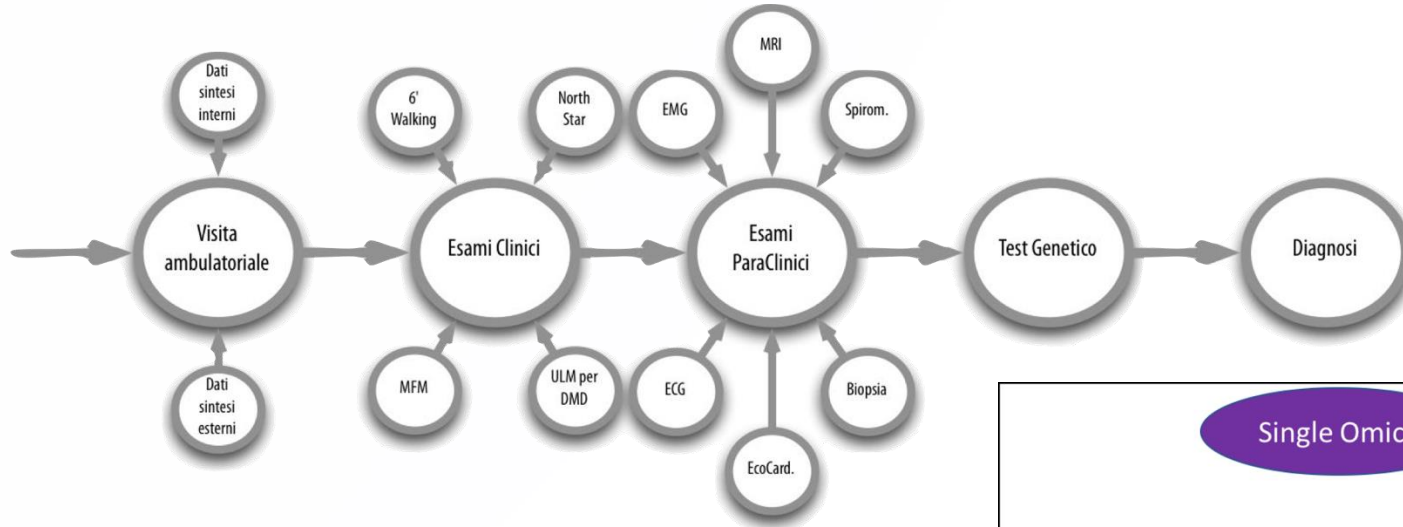 Dati
sintesi
interni
Visita
ambulatoriale
Dati
sintesi
esterni
6'
Walking
North
Star
Esami Clinici
MFM
ULM per
DMD
EMG
MRI
Spirom.
Esami
ParaClinici
ECG
EcoCard.
Biopsia
Test Genetico
Diagnosi
Single Omic